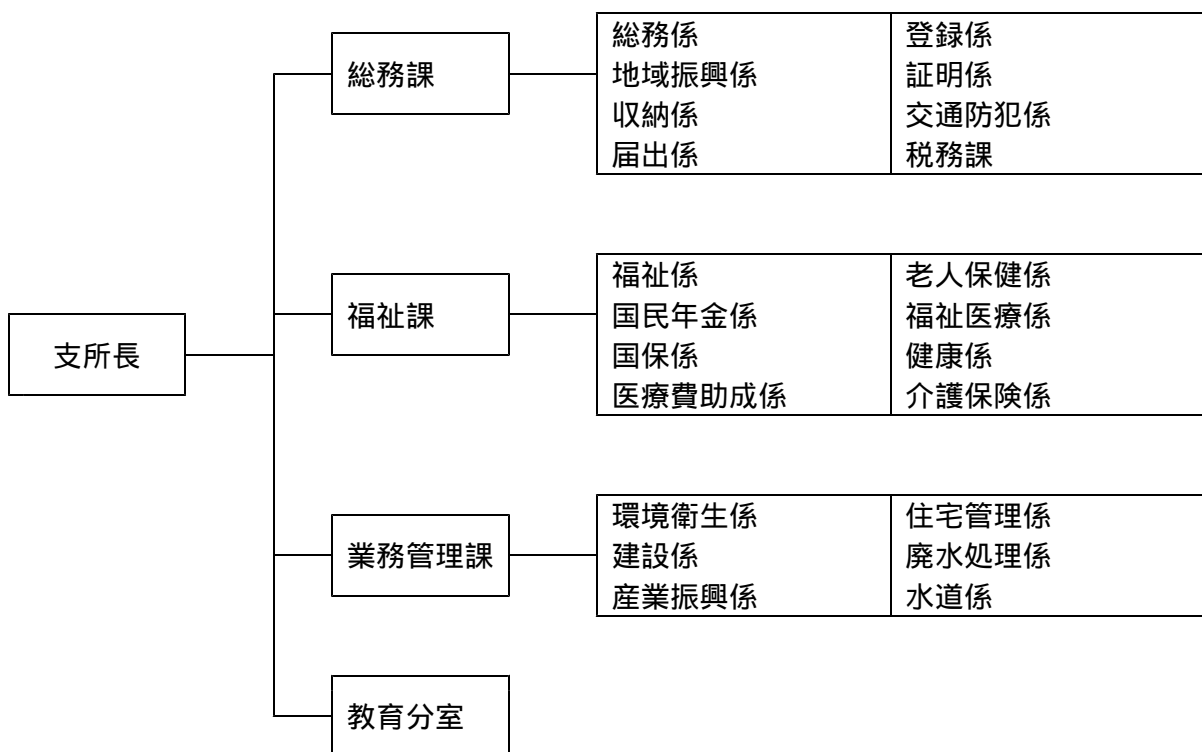 支所長
総務課
総務係
地域振興係
収納係
届出係
登録係
証明係
交通防犯係
税務課
福祉課
福祉係
国民年金係
国保係
医療費助成係
老人保健係
福祉医療係
健康係
介護保険係
業務管理課
環境衛生係
建設係
産業振興係
住宅管理係
廃水処理係
水道係
教育分室